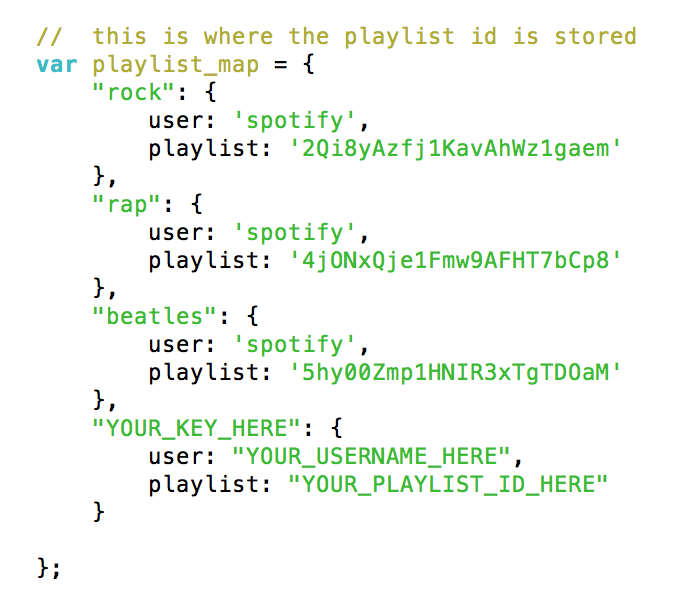 //  this is where the playlist id is stored
var playlist_map = {
    "rock": {
        user: 'spotify',
        playlist: '2Qi8yAzfj1KavAhWz1gaem'
    },
    "rap": {
        user: 'spotify',
        playlist: '4jONxQje1Fmw9AFHT7bCp8'
    },
    "beatles": {
        user: 'spotify',
        playlist: '5hy00Zmp1HNIR3xTgTDOaM'
    },
    "YOUR_KEY_HERE": {
        user: "YOUR_USERNAME_HERE",
        playlist: "YOUR_PLAYLIST_ID_HERE"
    }
};